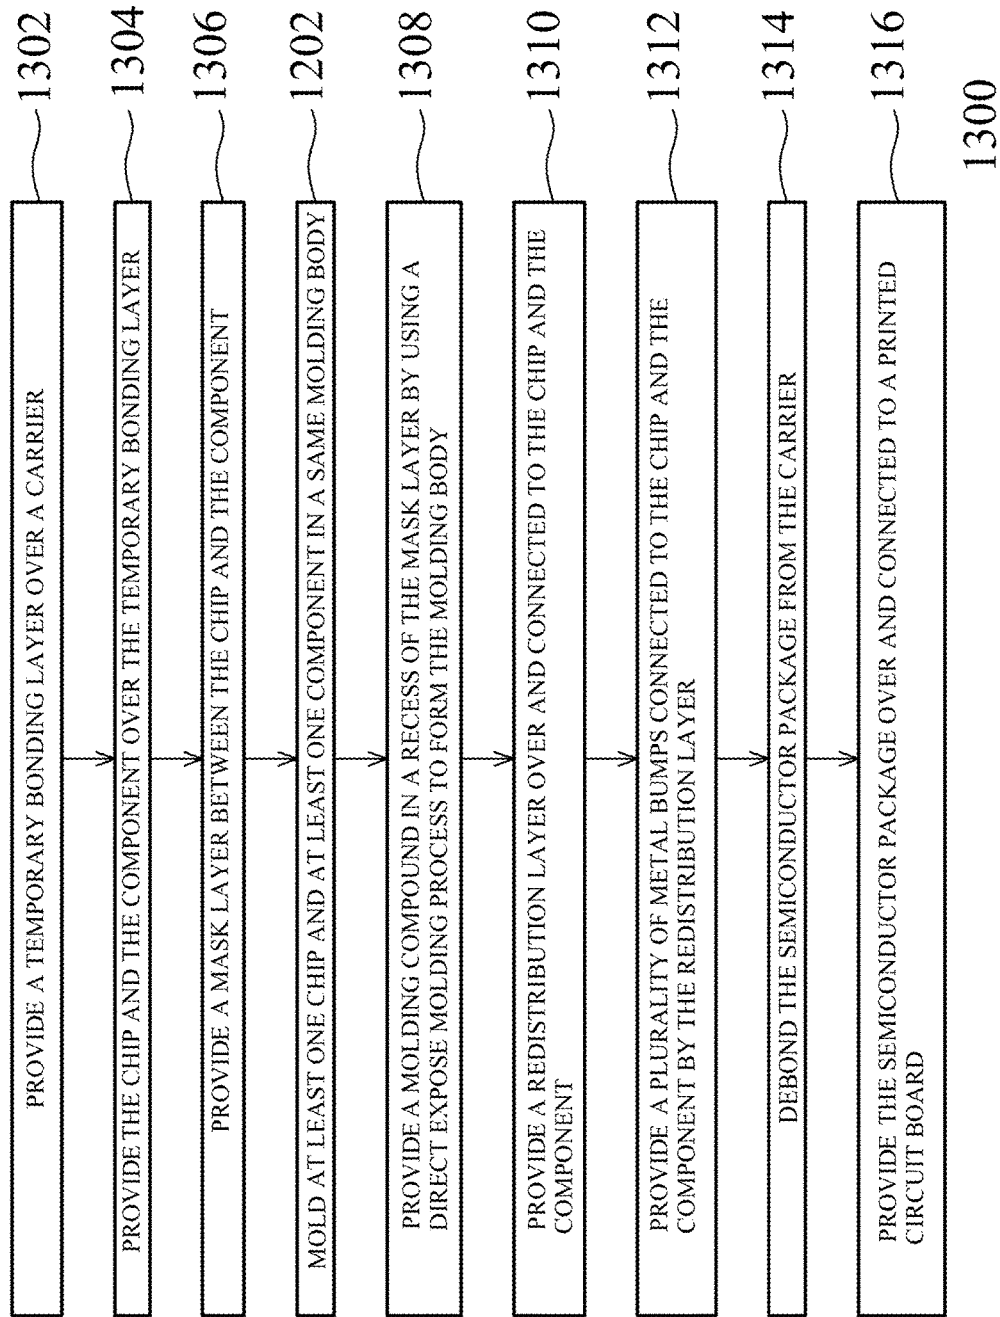 PROVIDE A TEMPORARY BONDING LAYER OVER A CARRIER
1302
PROVIDE THE CHIP AND THE COMPONENT OVER THE TEMPORARY BONDING LAYER
1304
PROVIDE A MASK LAYER BETWEEN THE CHIP AND THE COMPONENT
1306
MOLD AT LEAST ONE CHIP AND AT LEAST ONE COMPONENT IN A SAME MOLDING BODY
1202
PROVIDE A MOLDING COMPOUND IN A RECESS OF THE MASK LAYER BY USING A
DIRECT EXPOSE MOLDING PROCESS TO FORM THE MOLDING BODY
1308
PROVIDE A REDISTRIBUTION LAYER OVER AND CONNECTED TO THE CHIP AND THE
COMPONENT
1310
PROVIDE A PLURALITY OF METAL BUMPS CONNECTED TO THE CHIP AND THE
COMPONENT BY THE REDISTRIBUTION LAYER
1312
DEBOND THE SEMICONDUCTOR PACKAGE FROM THE CARRIER
1314
PROVIDE THE SEMICONDUCTOR PACKAGE OVER AND CONNECTED TO A PRINTED
CIRCUIT BOARD
1316
1300